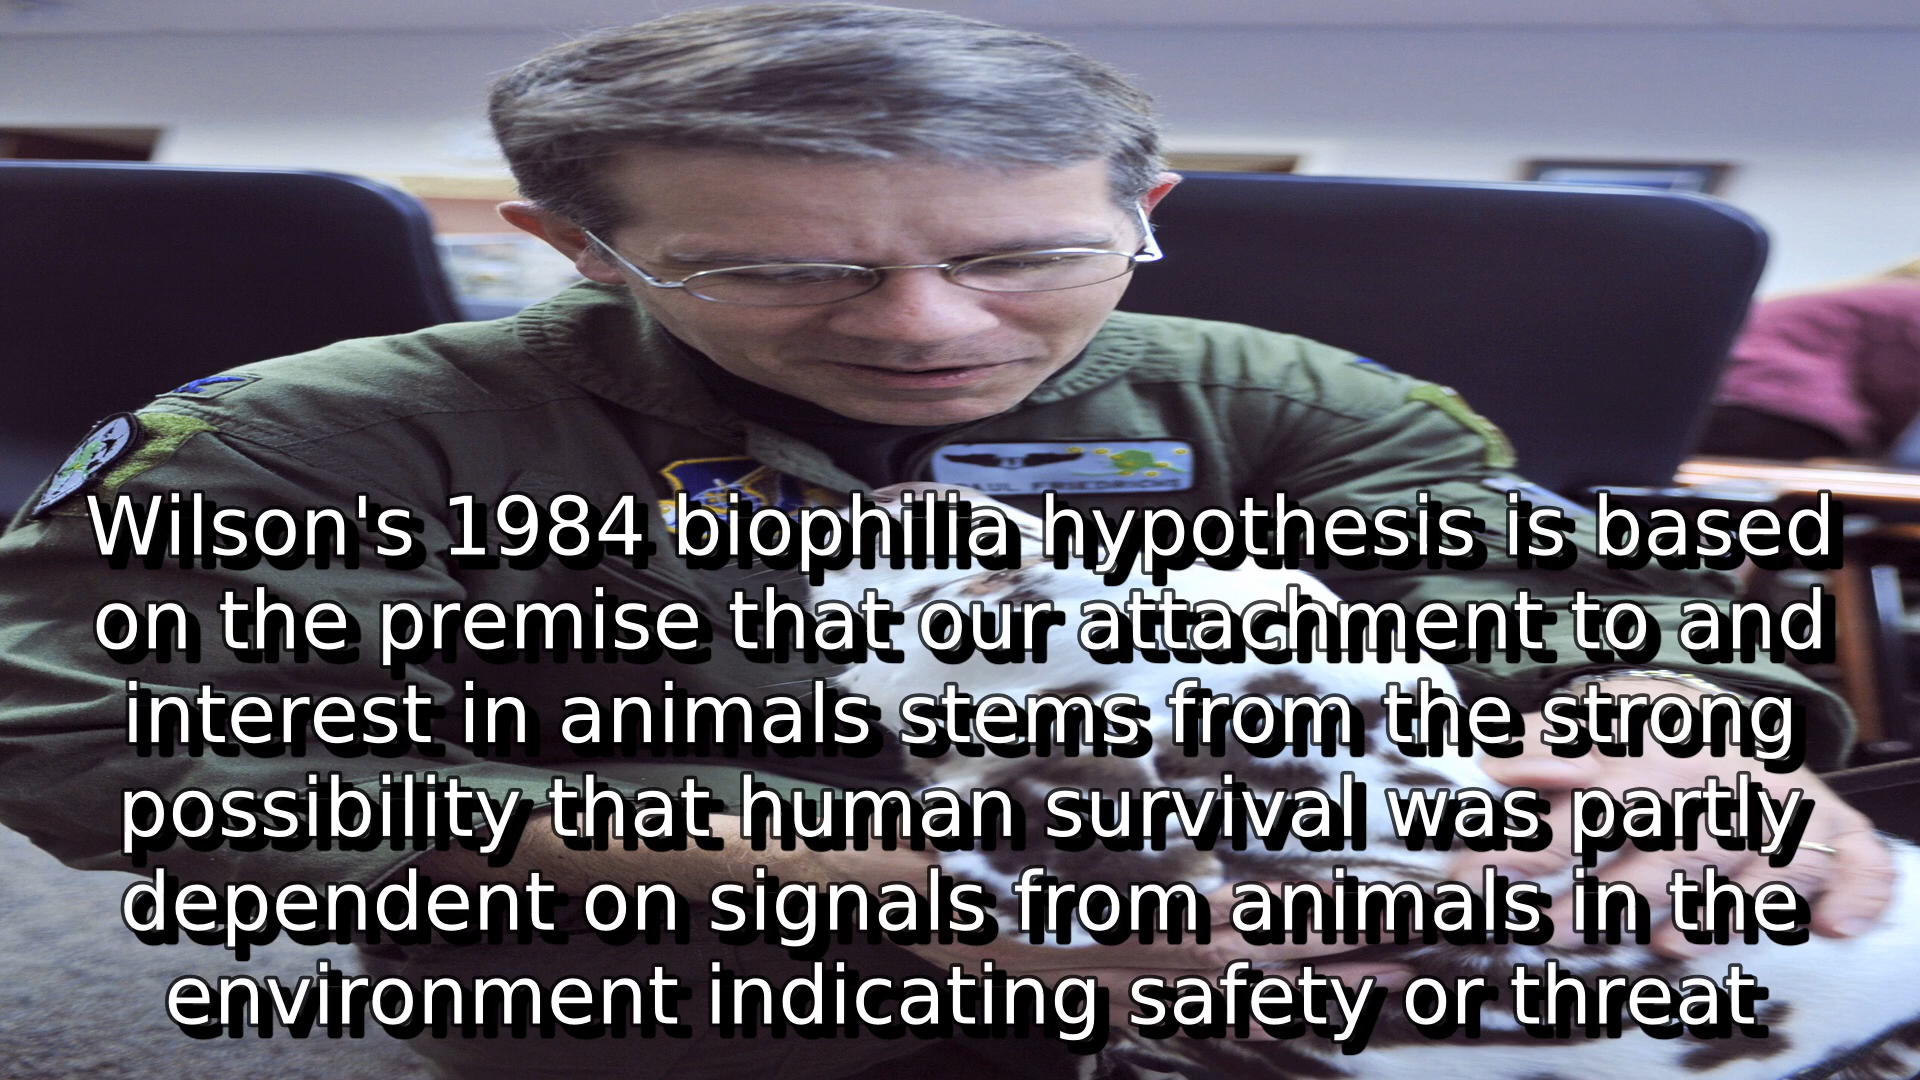 PAUL FRIEDRICHS
Wilson's 1984 biophilia hypothesis is based
on the premise that our attachment to and
interest in animals stems from the strong
possibility that human survival was partly
dependent on signals from animals in the
environment indicating safety or threat